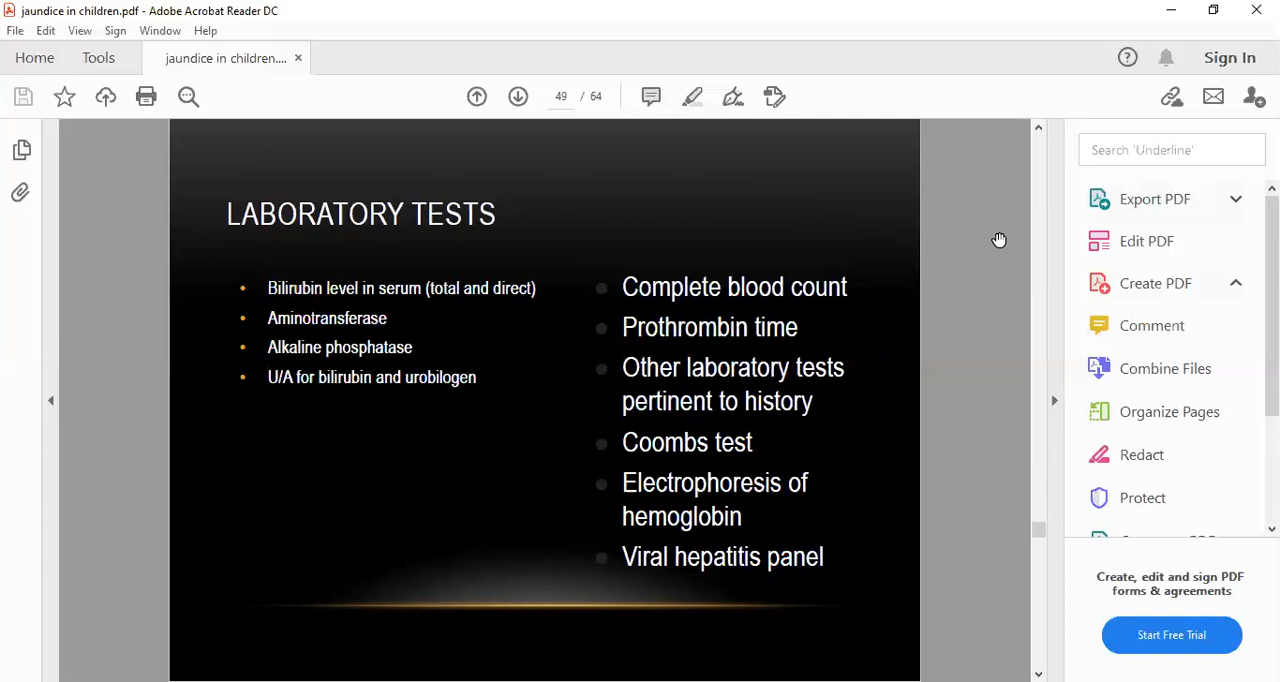 jaundice in children.pdf - Adobe Acrobat Reader DC
File Edit View Sign Window Help
Home Tools jaundice in children.... × Sign In
49 / 64
LABORATORY TESTS
• Bilirubin level in serum (total and direct)
• Aminotransferase
• Alkaline phosphatase
• U/A for bilirubin and urobilogen
Complete blood count
Prothrombin time
Other laboratory tests
pertinent to history
Coombs test
Electrophoresis of
hemoglobin
Viral hepatitis panel
Search 'Underline'
Export PDF
Edit PDF
Create PDF
Comment
Combine Files
Organize Pages
Redact
Protect
Create, edit and sign PDF
forms & agreements
Start Free Trial